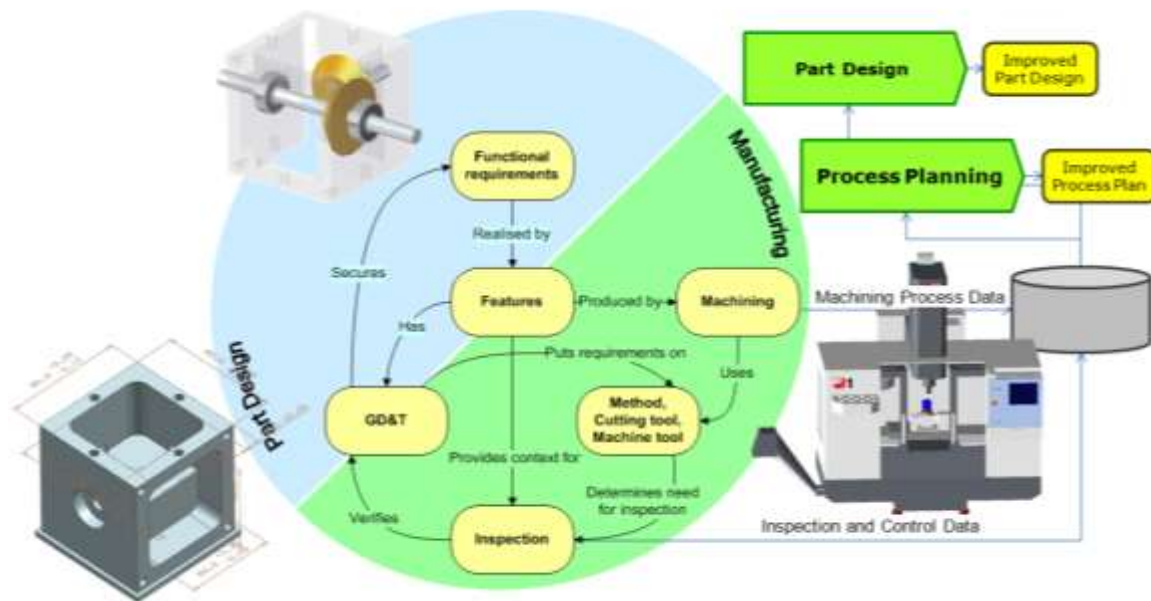 Part Design
Improved
Part Design
Process Planning
Improved
Process Plan
Manufacturing
Functional
requirements
Realised by
Secures
Features
Produced by
Machining
Machining Process Data
Has
Puts requirements on
Uses
Part Design
GD&T
Method,
Cutting tool,
Machine tool
Provides context for
Determines need
for inspection
Verifies
Inspection
Inspection and Control Data